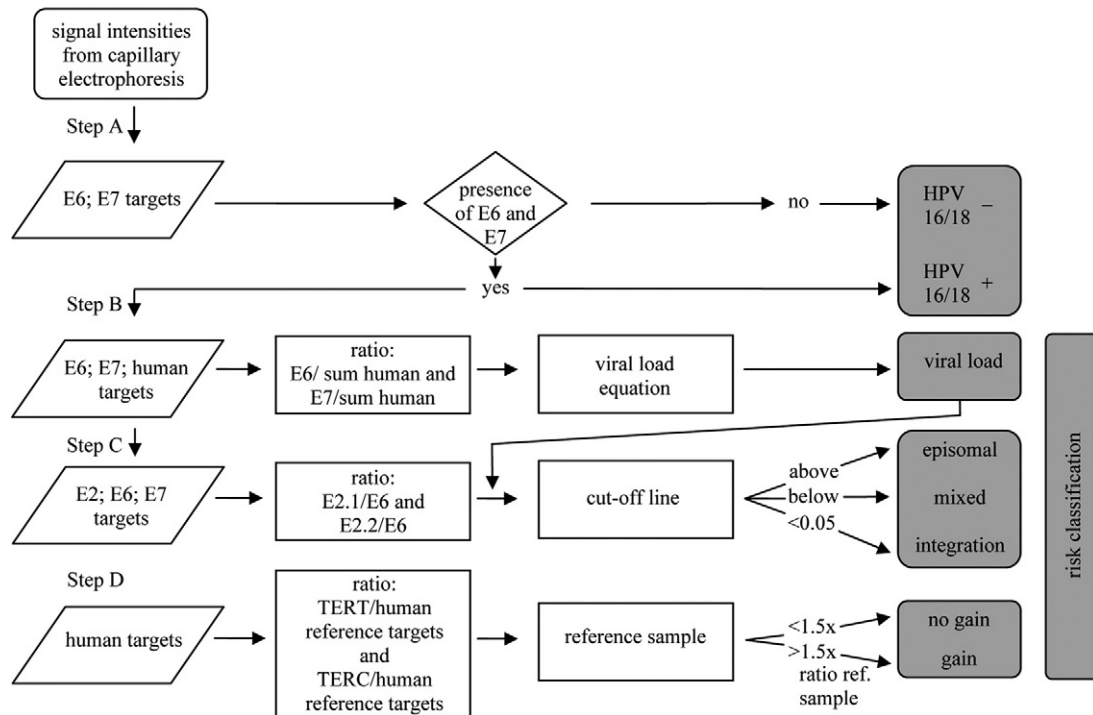 signal intensities
from capillary
electrophoresis
Step A
E6; E7 targets
presence
of E6 and
E7
no
HPV
16/18 –
yes
HPV
16/18 +
Step B
E6; E7; human
targets
ratio:
E6/ sum human and
E7/sum human
viral load
equation
viral load
Step C
E2; E6; E7
targets
ratio:
E2.1/E6 and
E2.2/E6
cut-off line
above
below
<0.05
episomal
mixed
integration
Step D
human targets
ratio:
TERT/human
reference targets
and
TERC/human
reference targets
reference sample
<1.5x
>1.5x
ratio ref.
sample
no gain
gain
risk classification